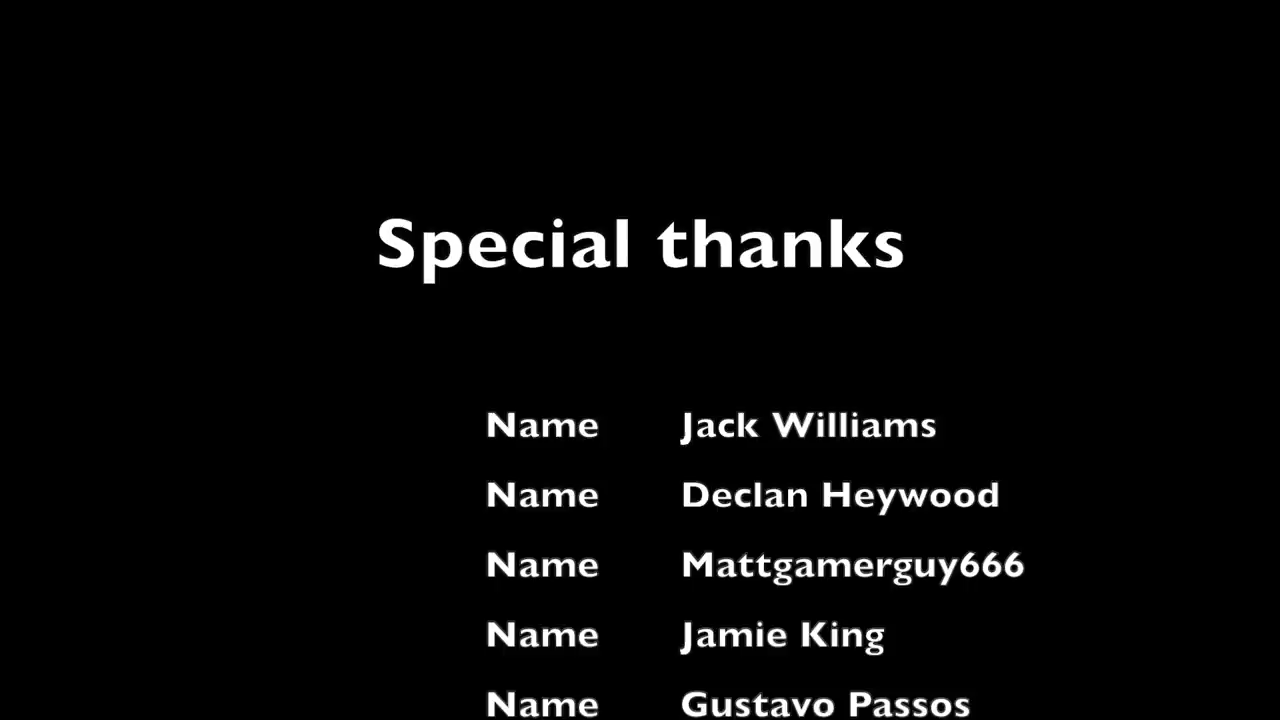 Special thanks
Name Jack Williams
Name Declan Heywood
Name Mattgamerguy666
Name Jamie King
Name Gustavo Passos